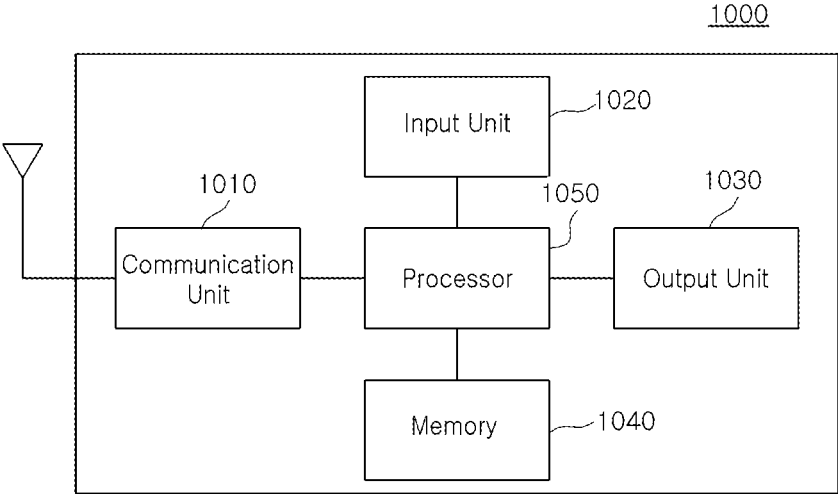 1000
Input Unit
1020
1010
1050
1030
Communication
Unit
Processor
Output Unit
Memory
1040